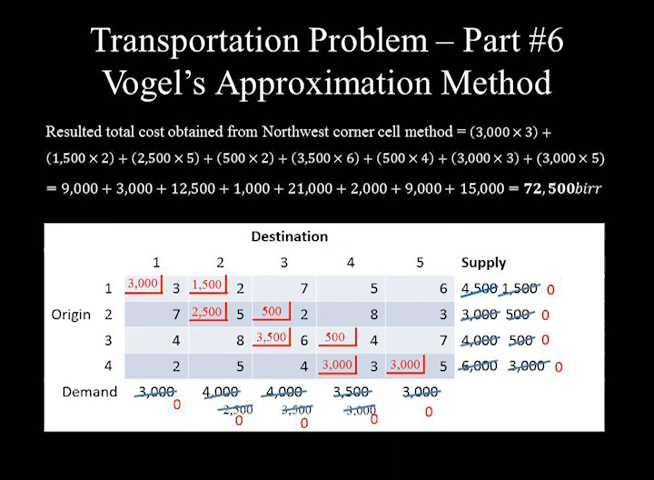 Transportation Problem – Part #6
Vogel's Approximation Method
Resulted total cost obtained from Northwest corner cell method = (3,000 × 3) +
(1,500 × 2) + (2,500 × 5) + (500 × 2) + (3,500 × 6) + (500 × 4) + (3,000 × 3) + (3,000 × 5)
= 9,000 + 3,000 + 12,500 + 1,000 + 21,000 + 2,000 + 9,000 + 15,000 = 72,500birr
Destination
1 2 3 4 5 Supply
1 3,000 3 1,500 2 7 5 6 4,500 1,500 0
Origin 2 7 2,500 5 500 2 8 3 3,000 500 0
3 4 8 3,500 6 500 4 7 4,000 500 0
4 2 5 4 3,000 3 3,000 5 6,000 3,000 0
Demand 3,000 4,000 4,000 3,500 3,000
0 2,500 3,500 3,000 0
0 0 0